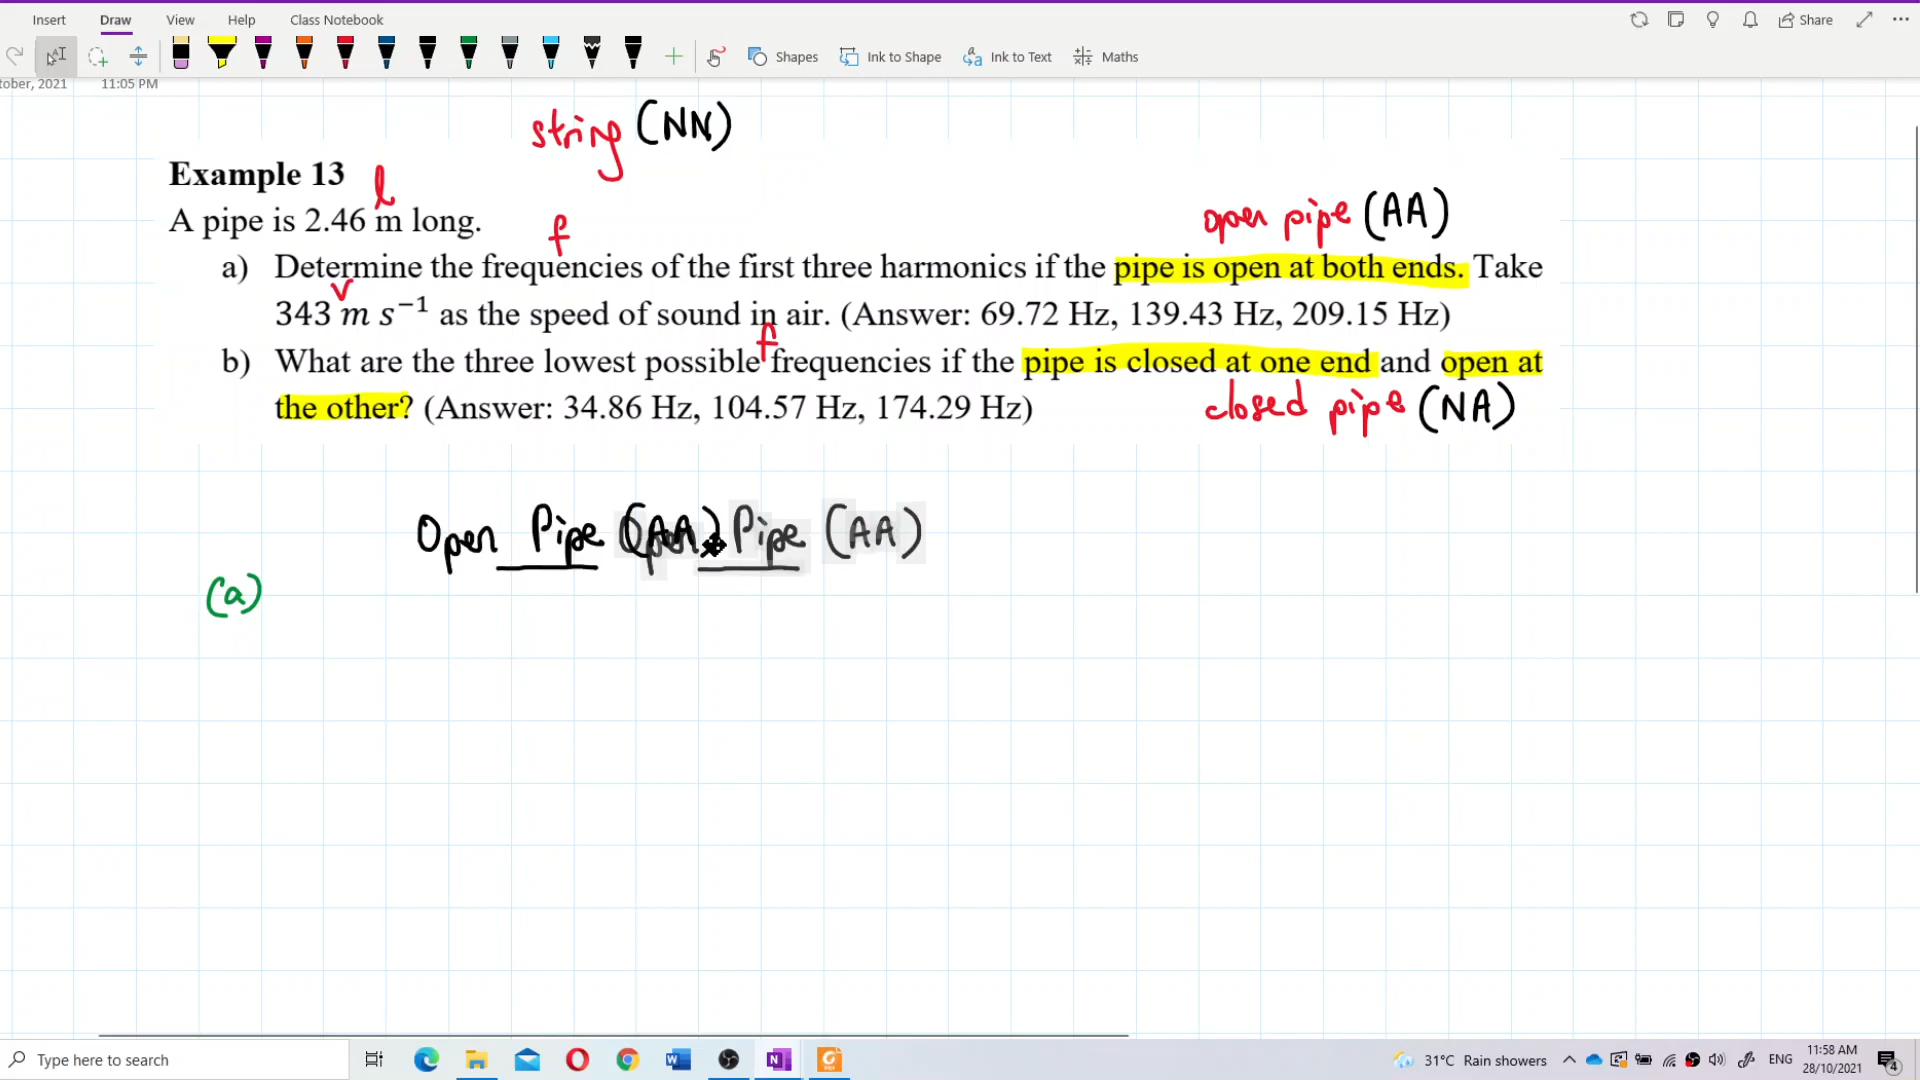 Insert Draw View Help Class Notebook Share
Shapes Ink to Shape Ink to Text Maths
tober, 2021 11:05 PM
string (NN)
Example 13
l
A pipe is 2.46 m long.
f
open pipe (AA)
a) Determine the frequencies of the first three harmonics if the pipe is open at both ends. Take
v
343 m s⁻¹ as the speed of sound in air. (Answer: 69.72 Hz, 139.43 Hz, 209.15 Hz)
f
b) What are the three lowest possible frequencies if the pipe is closed at one end and open at
the other? (Answer: 34.86 Hz, 104.57 Hz, 174.29 Hz)
closed pipe (NA)
Open Pipe (AA) Open Pipe (AA)
(a)
Type here to search 31°C Rain showers ENG 11:58 AM
28/10/2021 4